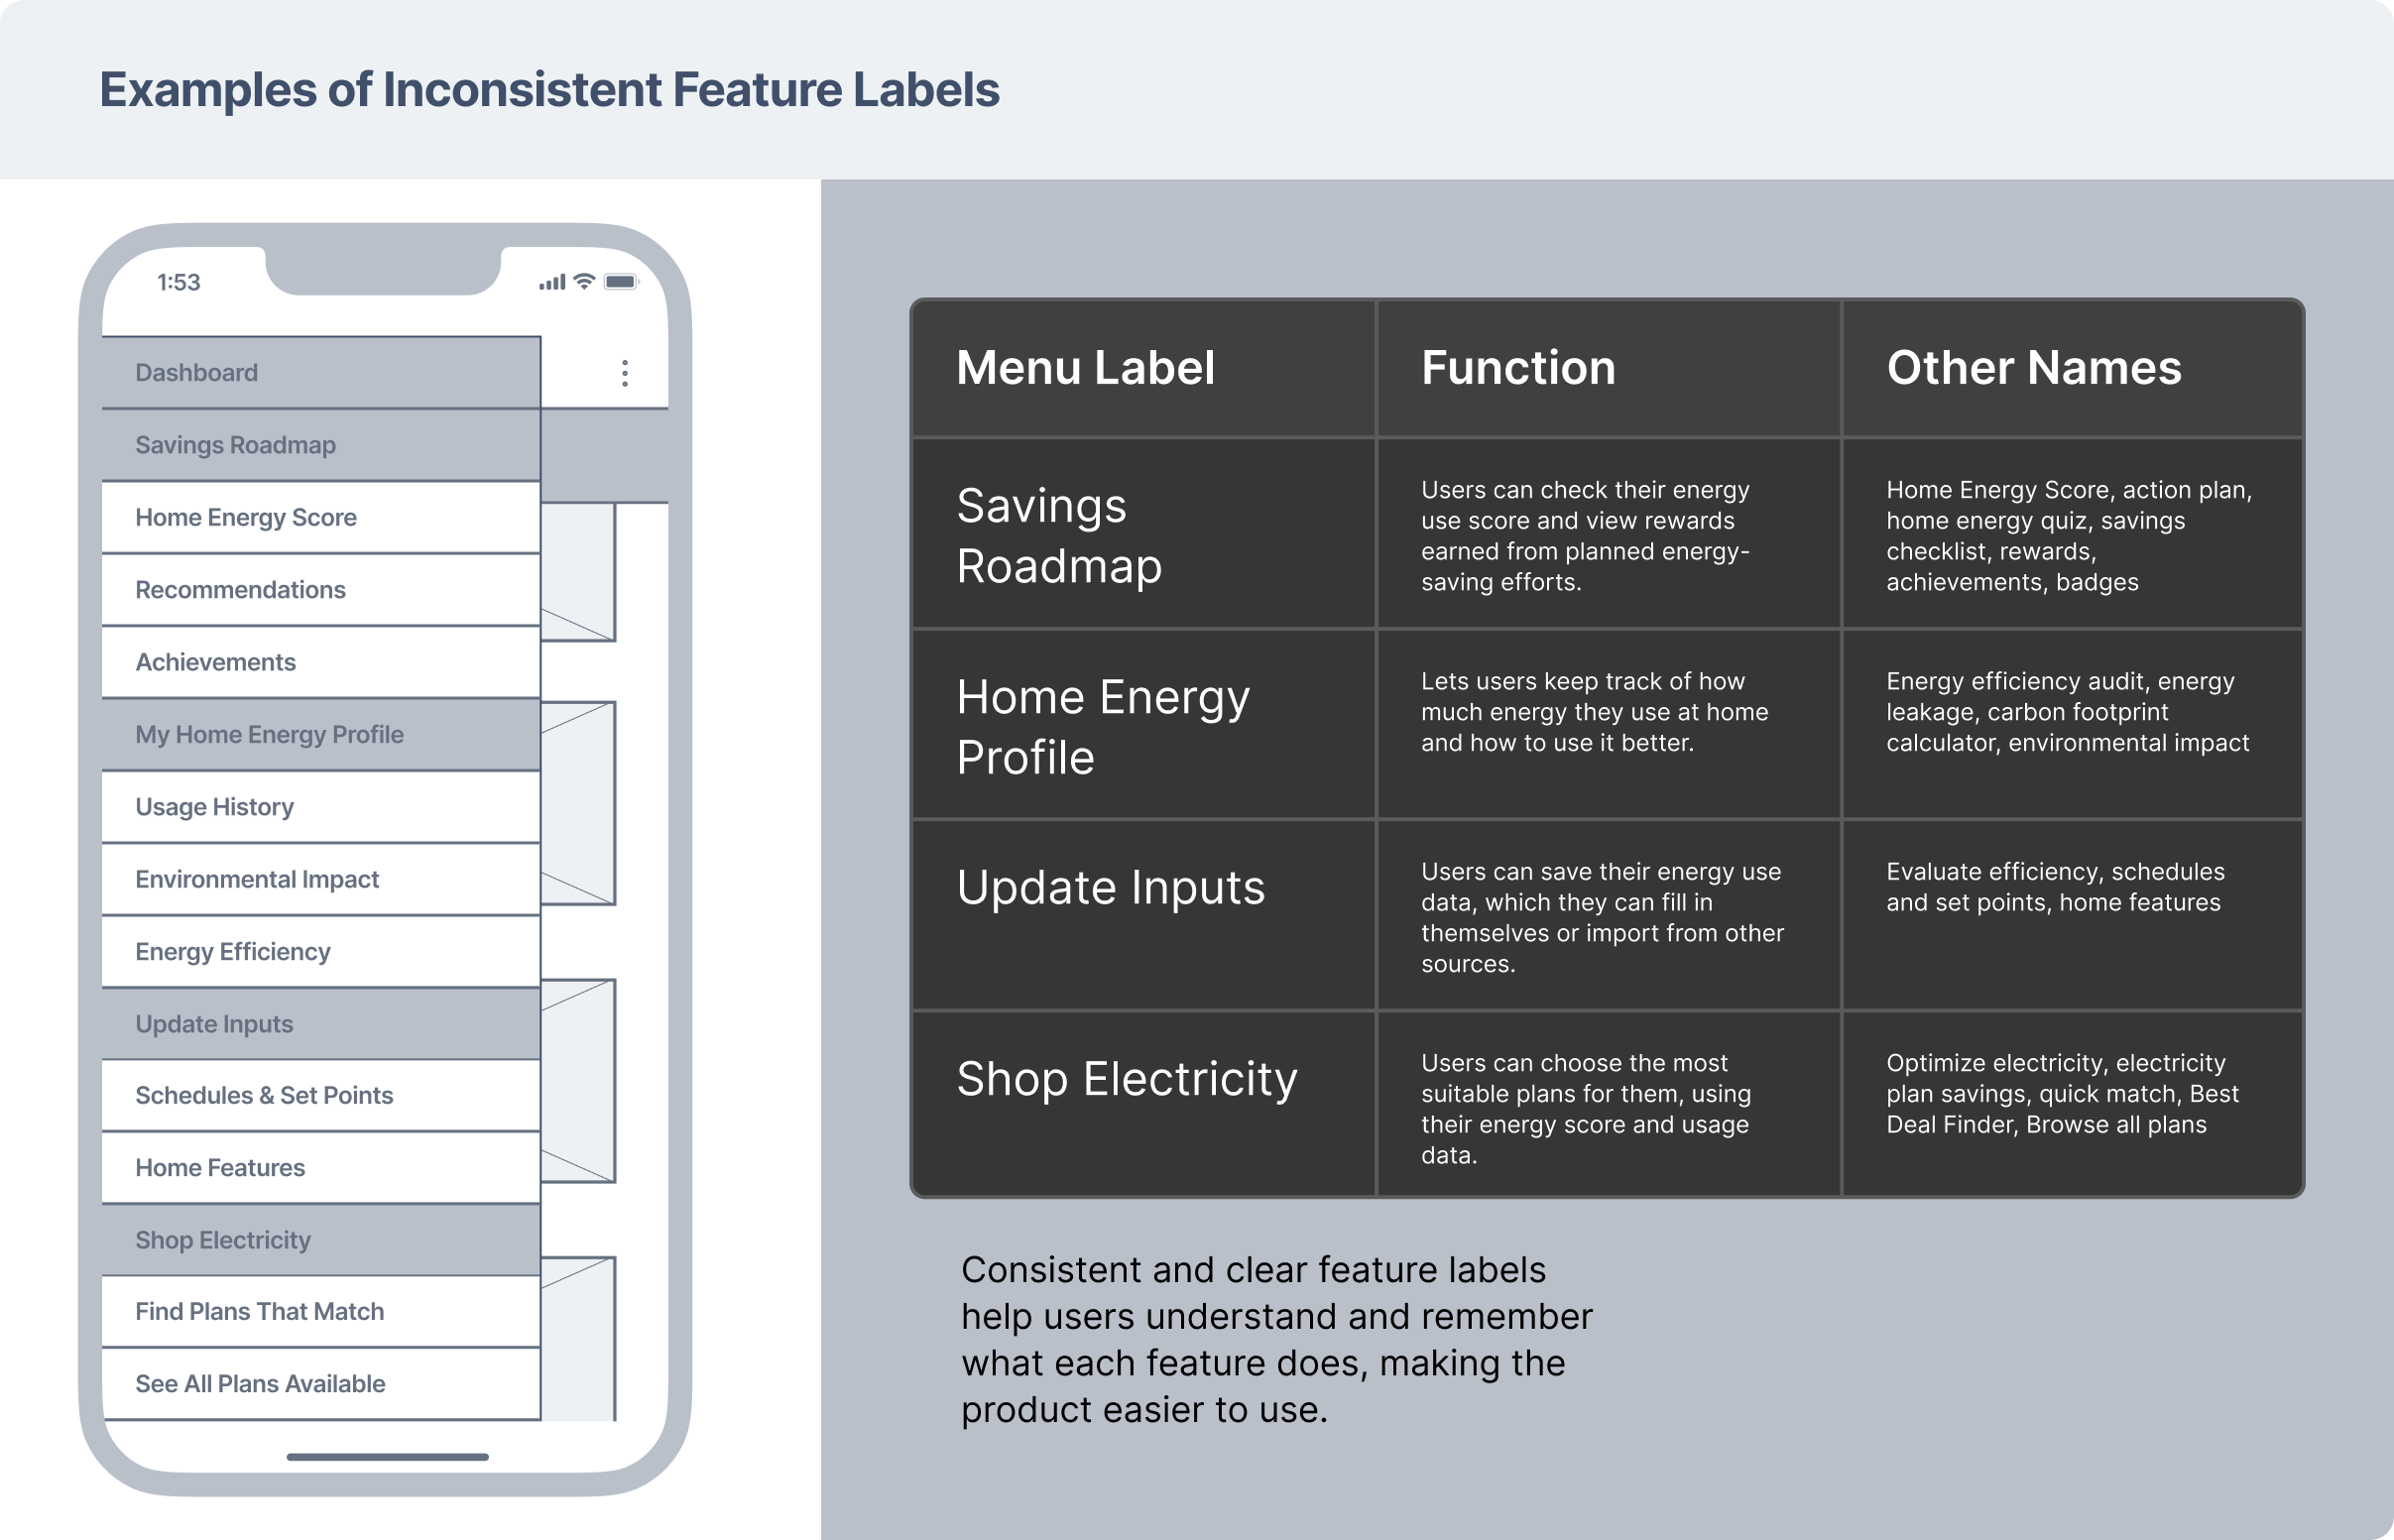 Examples of Inconsistent Feature Labels
1:53
Dashboard
Savings Roadmap
Home Energy Score
Recommendations
Achievements
My Home Energy Profile
Usage History
Environmental Impact
Energy Efficiency
Update Inputs
Schedules & Set Points
Home Features
Shop Electricity
Find Plans That Match
See All Plans Available
Menu Label
Function
Other Names
Savings
Roadmap
Users can check their energy
use score and view rewards
earned from planned energy-
saving efforts.
Home Energy Score, action plan,
home energy quiz, savings
checklist, rewards,
achievements, badges
Home Energy
Profile
Lets users keep track of how
much energy they use at home
and how to use it better.
Energy efficiency audit, energy
leakage, carbon footprint
calculator, environmental impact
Update Inputs
Users can save their energy use
data, which they can fill in
themselves or import from other
sources.
Evaluate efficiency, schedules
and set points, home features
Shop Electricity
Users can choose the most
suitable plans for them, using
their energy score and usage
data.
Optimize electricity, electricity
plan savings, quick match, Best
Deal Finder, Browse all plans
Consistent and clear feature labels
help users understand and remember
what each feature does, making the
product easier to use.